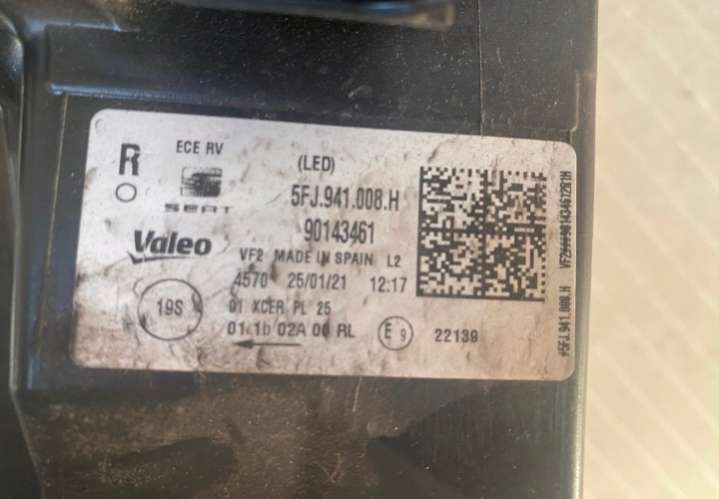 R
ECE RV
(LED)
SEAT
5FJ.941.008.H
90143461
Valeo
VF2 MADE IN SPAIN L2
4570 25/01/21 12:17
19S
01 XCER PL 25
01 1b 02A 00 RL
E 9
22139
#5FJ.941.008.H